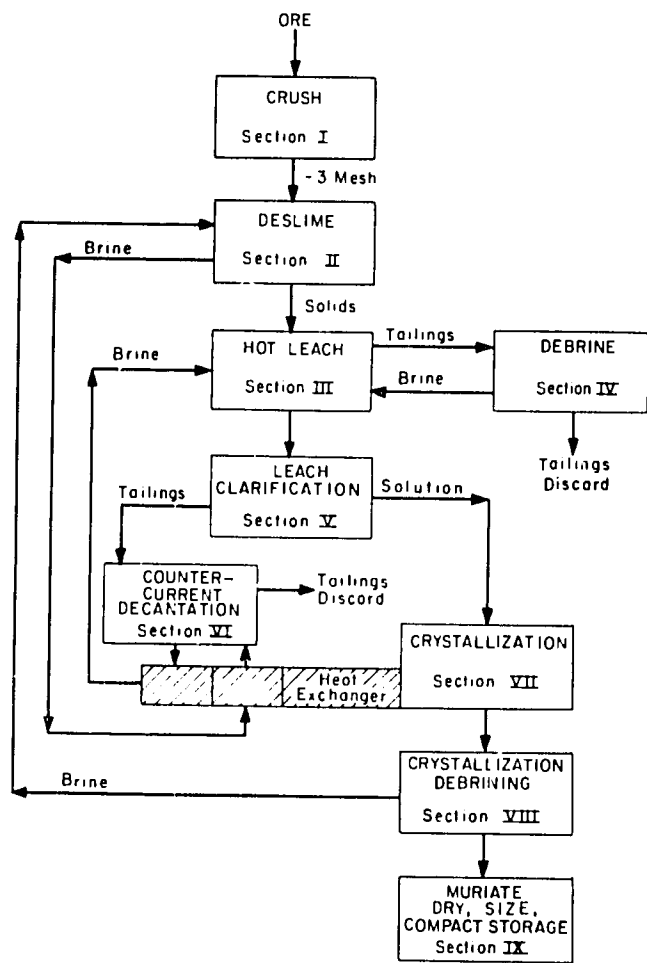 ORE
CRUSH
Section I
-3 Mesh
DESLIME
Section II
Brine
Solids
Brine
HOT LEACH
Section III
Tailings
Brine
DEBRINE
Section IV
Tailings
Discard
LEACH
CLARIFICATION
Section V
Tailings
Solution
COUNTER-
CURRENT
DECANTATION
Section VI
Tailings
Discord
Heat
Exchanger
CRYSTALLIZATION
Section VII
CRYSTALLIZATION
DEBRINING
Section VIII
Brine
MURIATE
DRY, SIZE,
COMPACT STORAGE
Section IX